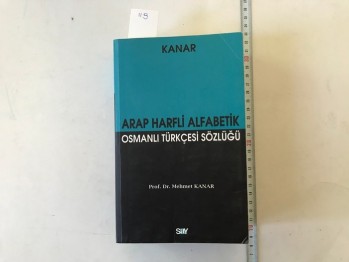 KANAR
ARAP HARFLİ ALFABETİK
OSMANLI TÜRKÇESİ SÖZLÜĞÜ
Prof. Dr. Mehmet KANAR
SAY